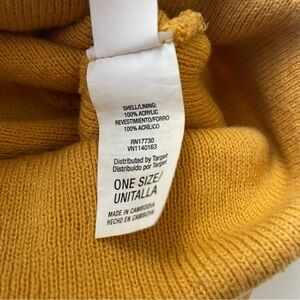 SHELL/LINING:
100% ACRYLIC
REVESTIMIENTO/FORRO
100% ACRÍLICO
RN17730
VN1140163
Distributed by Target
Distribuido por Target
ONE SIZE/
UNITALLA
MADE IN CAMBODIA
HECHO EN CAMBOYA